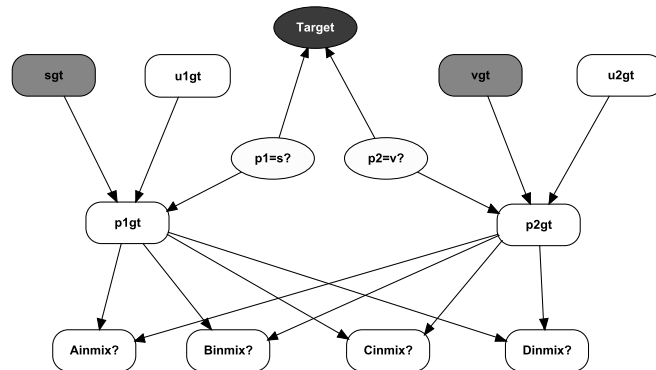 Target
sgt
u1gt
vgt
u2gt
p1=s?
p2=v?
p1gt
p2gt
Ainmix?
Binmix?
Cinmix?
Dinmix?